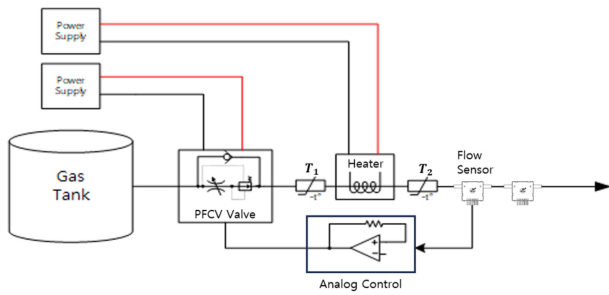 Power
Supply
Power
Supply
Gas
Tank
PFCV Valve
T₁
-t°
Heater
T₂
-t°
Flow
Sensor
Analog Control